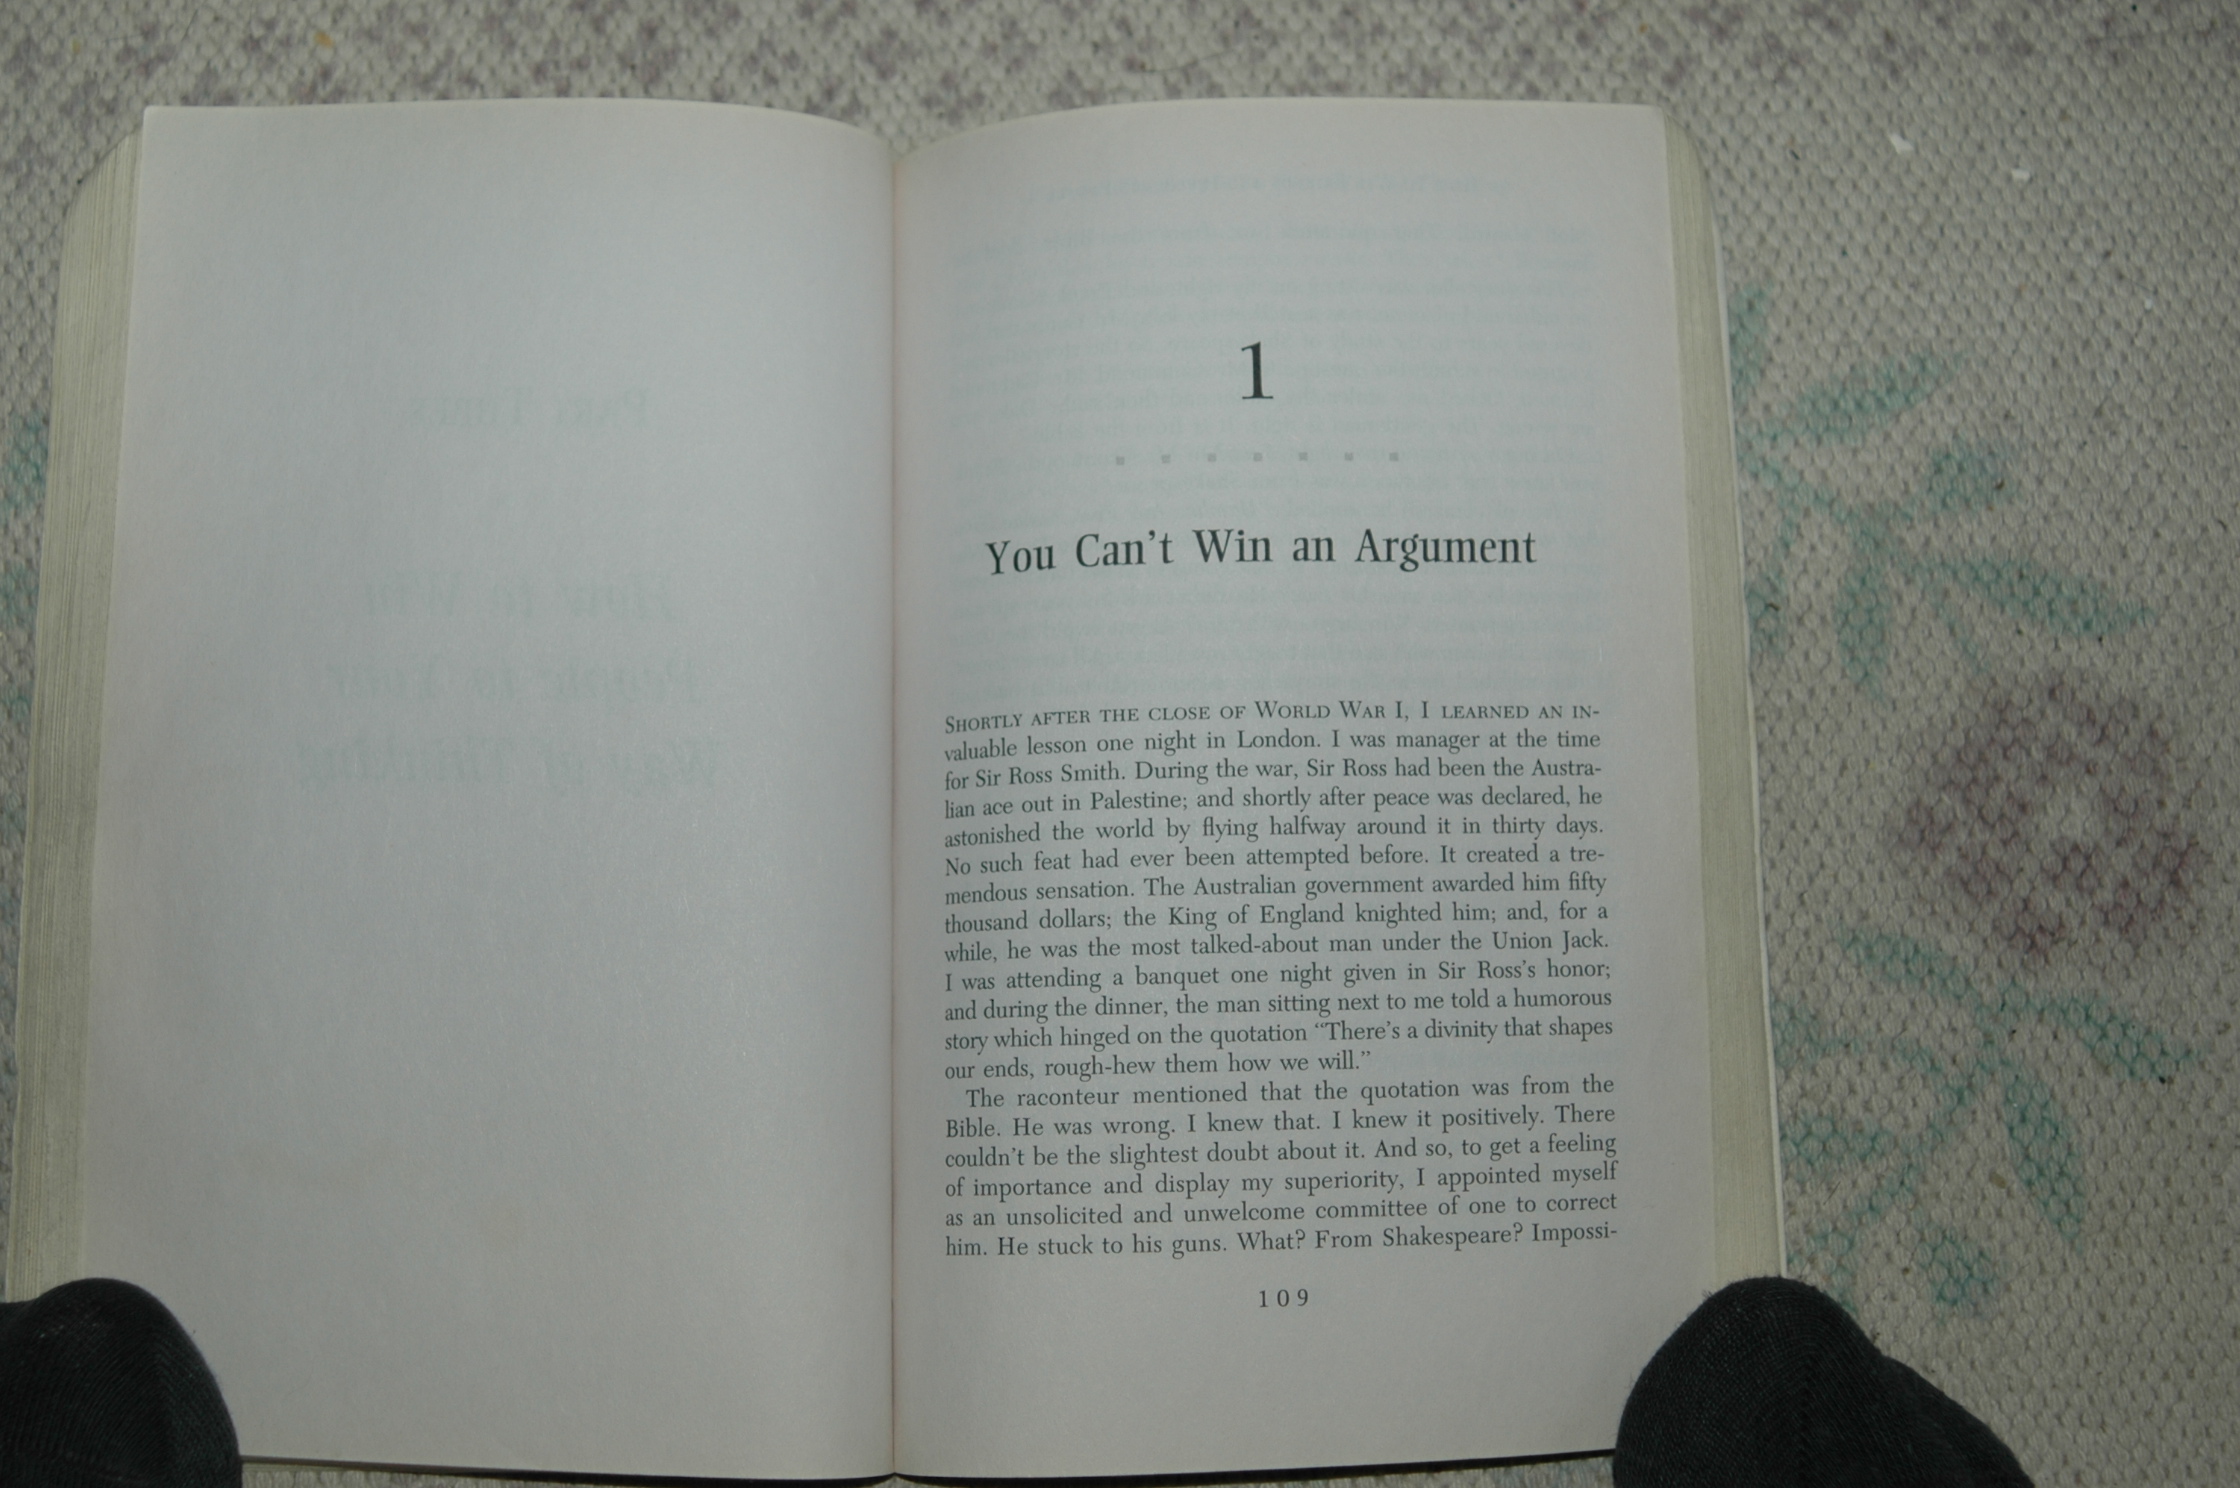 1
You Can't Win an Argument
SHORTLY AFTER THE CLOSE OF WORLD WAR I, I LEARNED AN IN-
valuable lesson one night in London. I was manager at the time
for Sir Ross Smith. During the war, Sir Ross had been the Austra-
lian ace out in Palestine; and shortly after peace was declared, he
astonished the world by flying halfway around it in thirty days.
No such feat had ever been attempted before. It created a tre-
mendous sensation. The Australian government awarded him fifty
thousand dollars; the King of England knighted him; and, for a
while, he was the most talked-about man under the Union Jack.
I was attending a banquet one night given in Sir Ross's honor;
and during the dinner, the man sitting next to me told a humorous
story which hinged on the quotation “There's a divinity that shapes
our ends, rough-hew them how we will.”
The raconteur mentioned that the quotation was from the
Bible. He was wrong. I knew that. I knew it positively. There
couldn't be the slightest doubt about it. And so, to get a feeling
of importance and display my superiority, I appointed myself
as an unsolicited and unwelcome committee of one to correct
him. He stuck to his guns. What? From Shakespeare? Impossi-
109